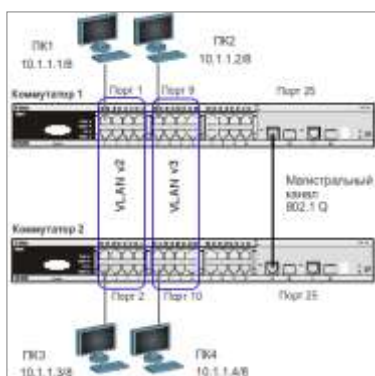 ПК1
10.1.1.1/8
ПК2
10.1.1.2/8
Коммутатор 1
Порт 1
Порт 9
Порт 25
VLAN v2
VLAN v3
Магистральный
канал
802.1 Q
Коммутатор 2
Порт 2
Порт 10
Порт 25
ПК3
10.1.1.3/8
ПК4
10.1.1.4/8